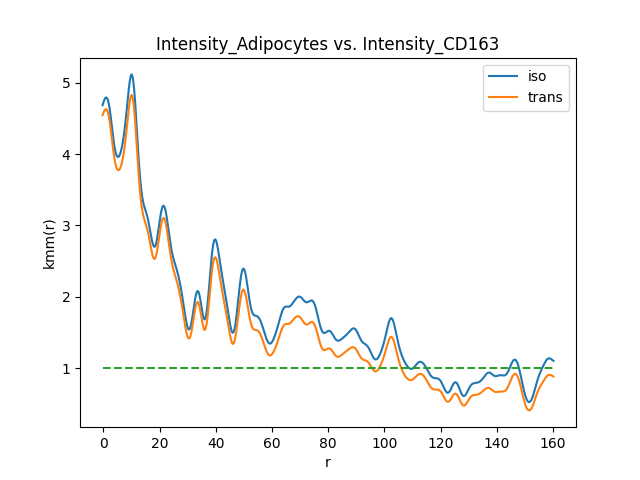 Intensity_Adipocytes vs. Intensity_CD163
iso
trans
kmm(r)
5
4
3
2
1
0 20 40 60 80 100 120 140 160
r